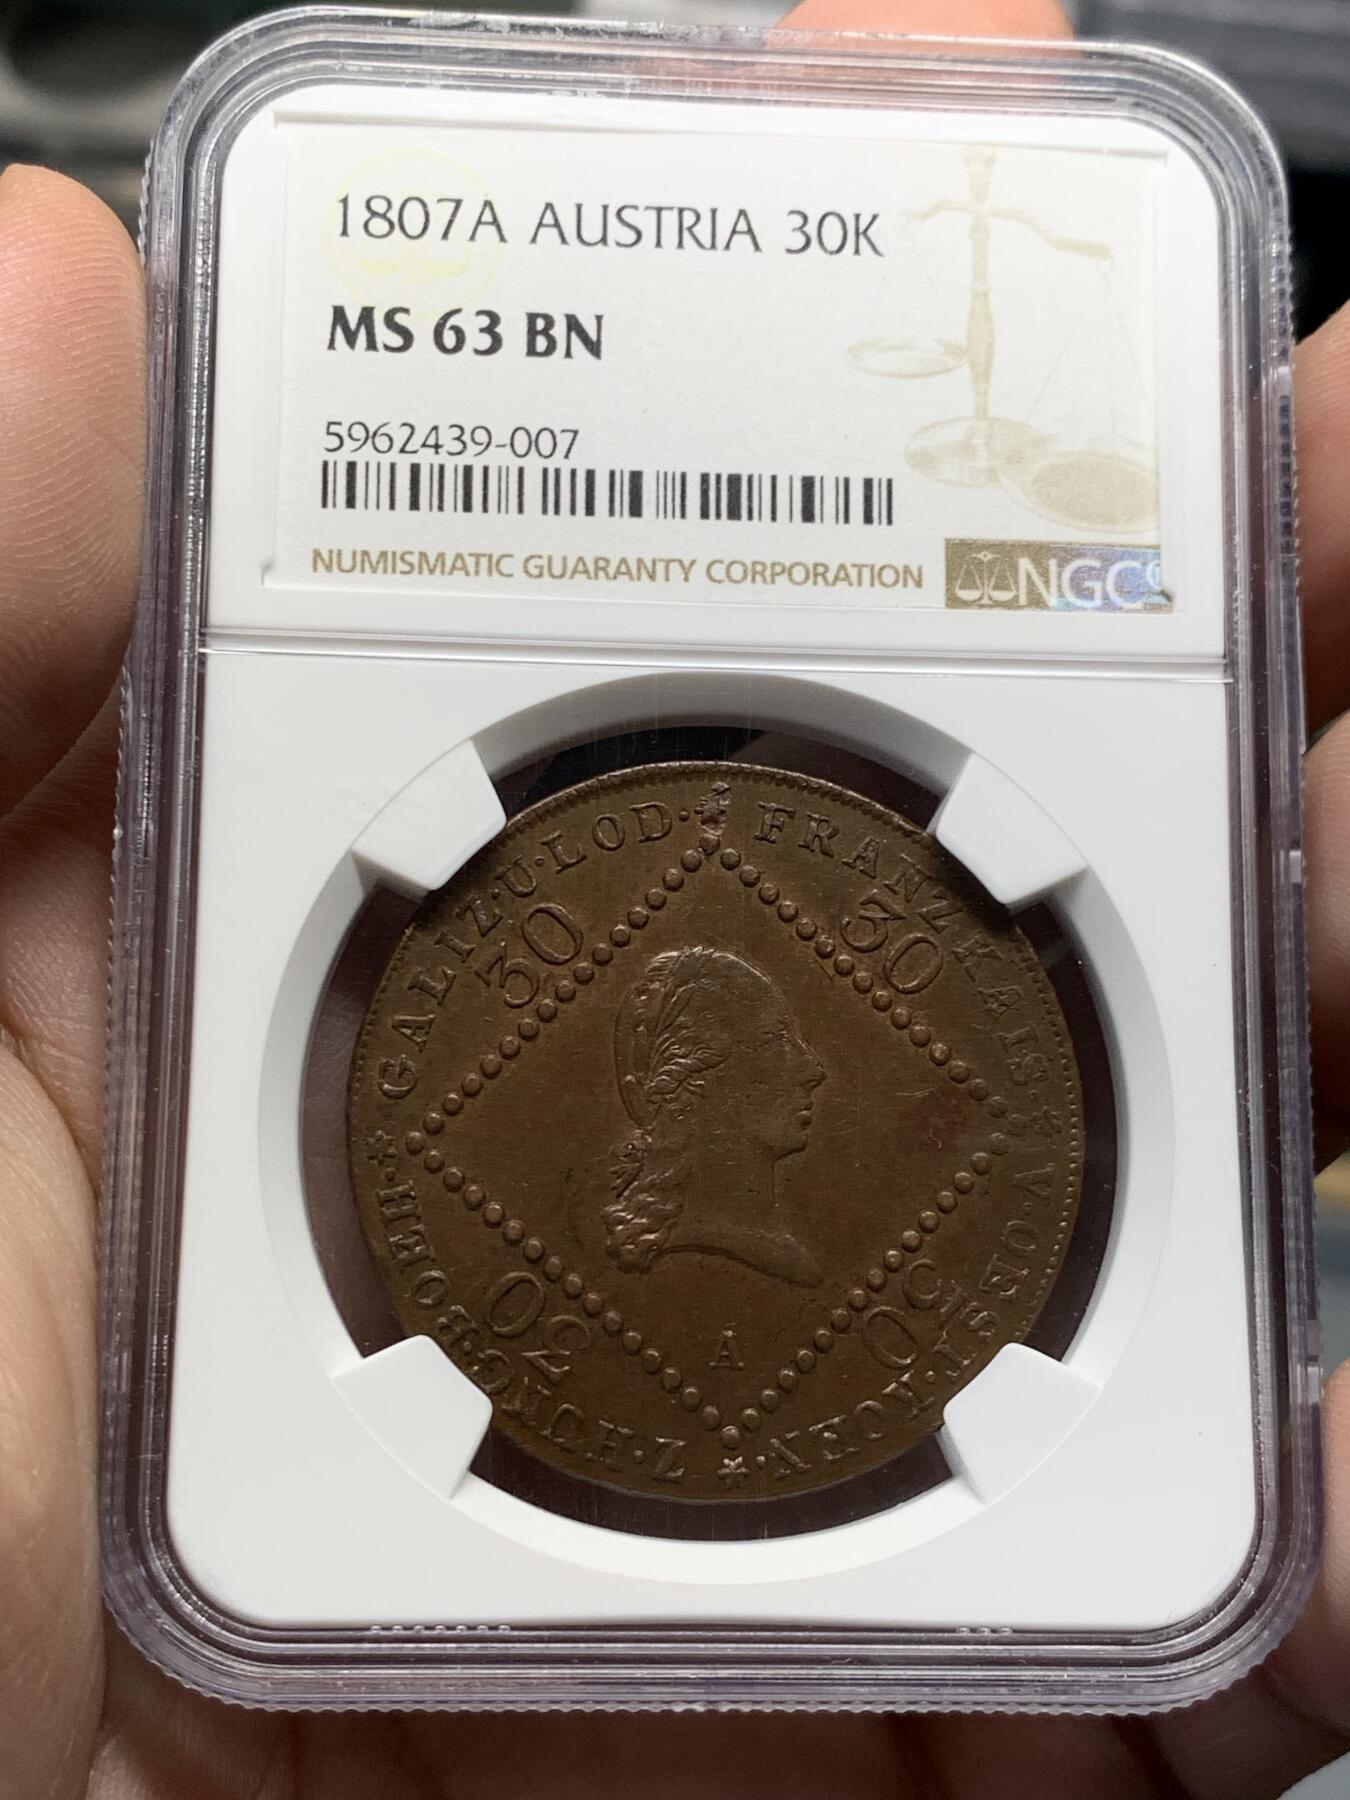 1807A AUSTRIA 30K
MS 63 BN
5962439-007
NUMISMATIC GUARANTY CORPORATION
NGC
FRANZ KAIS· V·OEST·
ACEN·
Z·HUNG·BOEH·
GALIZ·U·LOD·
30
30
30
30
A